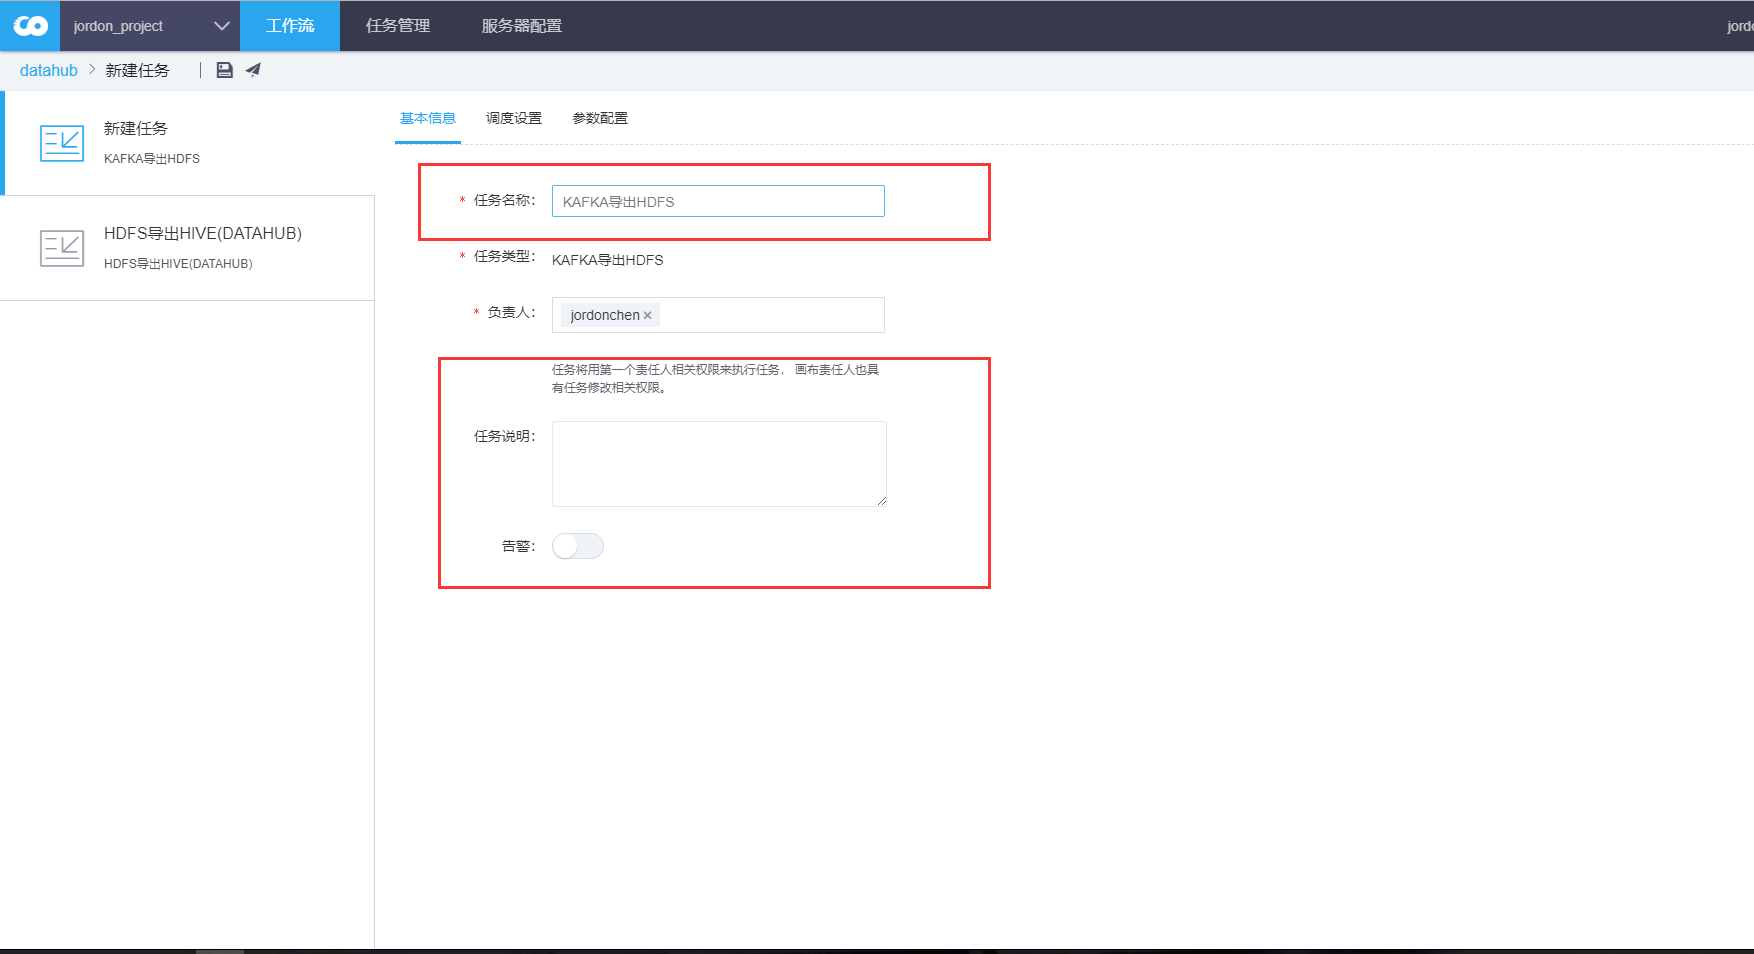 jordon_project
工作流
任务管理
服务器配置
jord
datahub > 新建任务
新建任务
KAFKA导出HDFS
HDFS导出HIVE(DATAHUB)
HDFS导出HIVE(DATAHUB)
基本信息
调度设置
参数配置
* 任务名称：
KAFKA导出HDFS
* 任务类型：
KAFKA导出HDFS
* 负责人：
jordonchen ×
任务将用第一个责任人相关权限来执行任务， 画布责任人也具
有任务修改相关权限。
任务说明：
告警：